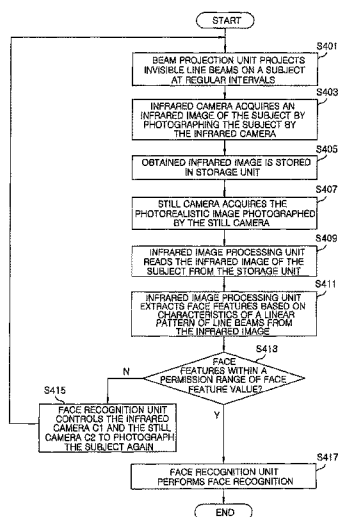 START
S401
BEAM PROJECTION UNIT PROJECTS
INVISIBLE LINE BEAMS ON A SUBJECT
AT REGULAR INTERVALS
S403
INFRARED CAMERA ACQUIRES AN
INFRARED IMAGE OF THE SUBJECT BY
PHOTOGRAPHING THE SUBJECT BY
THE INFRARED CAMERA
S405
OBTAINED INFRARED IMAGE IS STORED
IN STORAGE UNIT
S407
STILL CAMERA ACQUIRES THE
PHOTOREALISTIC IMAGE PHOTOGRAPHED
BY THE STILL CAMERA
S409
INFRARED IMAGE PROCESSING UNIT
READS THE INFRARED IMAGE OF THE
SUBJECT FROM THE STORAGE UNIT
S411
INFRARED IMAGE PROCESSING UNIT
EXTRACTS FACE FEATURES BASED ON
CHARACTERISTICS OF A LINEAR
PATTERN OF LINE BEAMS FROM
THE INFRARED IMAGE
S413
FACE
FEATURES WITHIN A
PERMISSION RANGE OF FACE
FEATURE VALUE?
N
S415
FACE RECOGNITION UNIT
CONTROLS THE INFRARED
CAMERA C1 AND THE STILL
CAMERA C2 TO PHOTOGRAPH
THE SUBJECT AGAIN
Y
S417
FACE RECOGNITION UNIT
PERFORMS FACE RECOGNITION
END